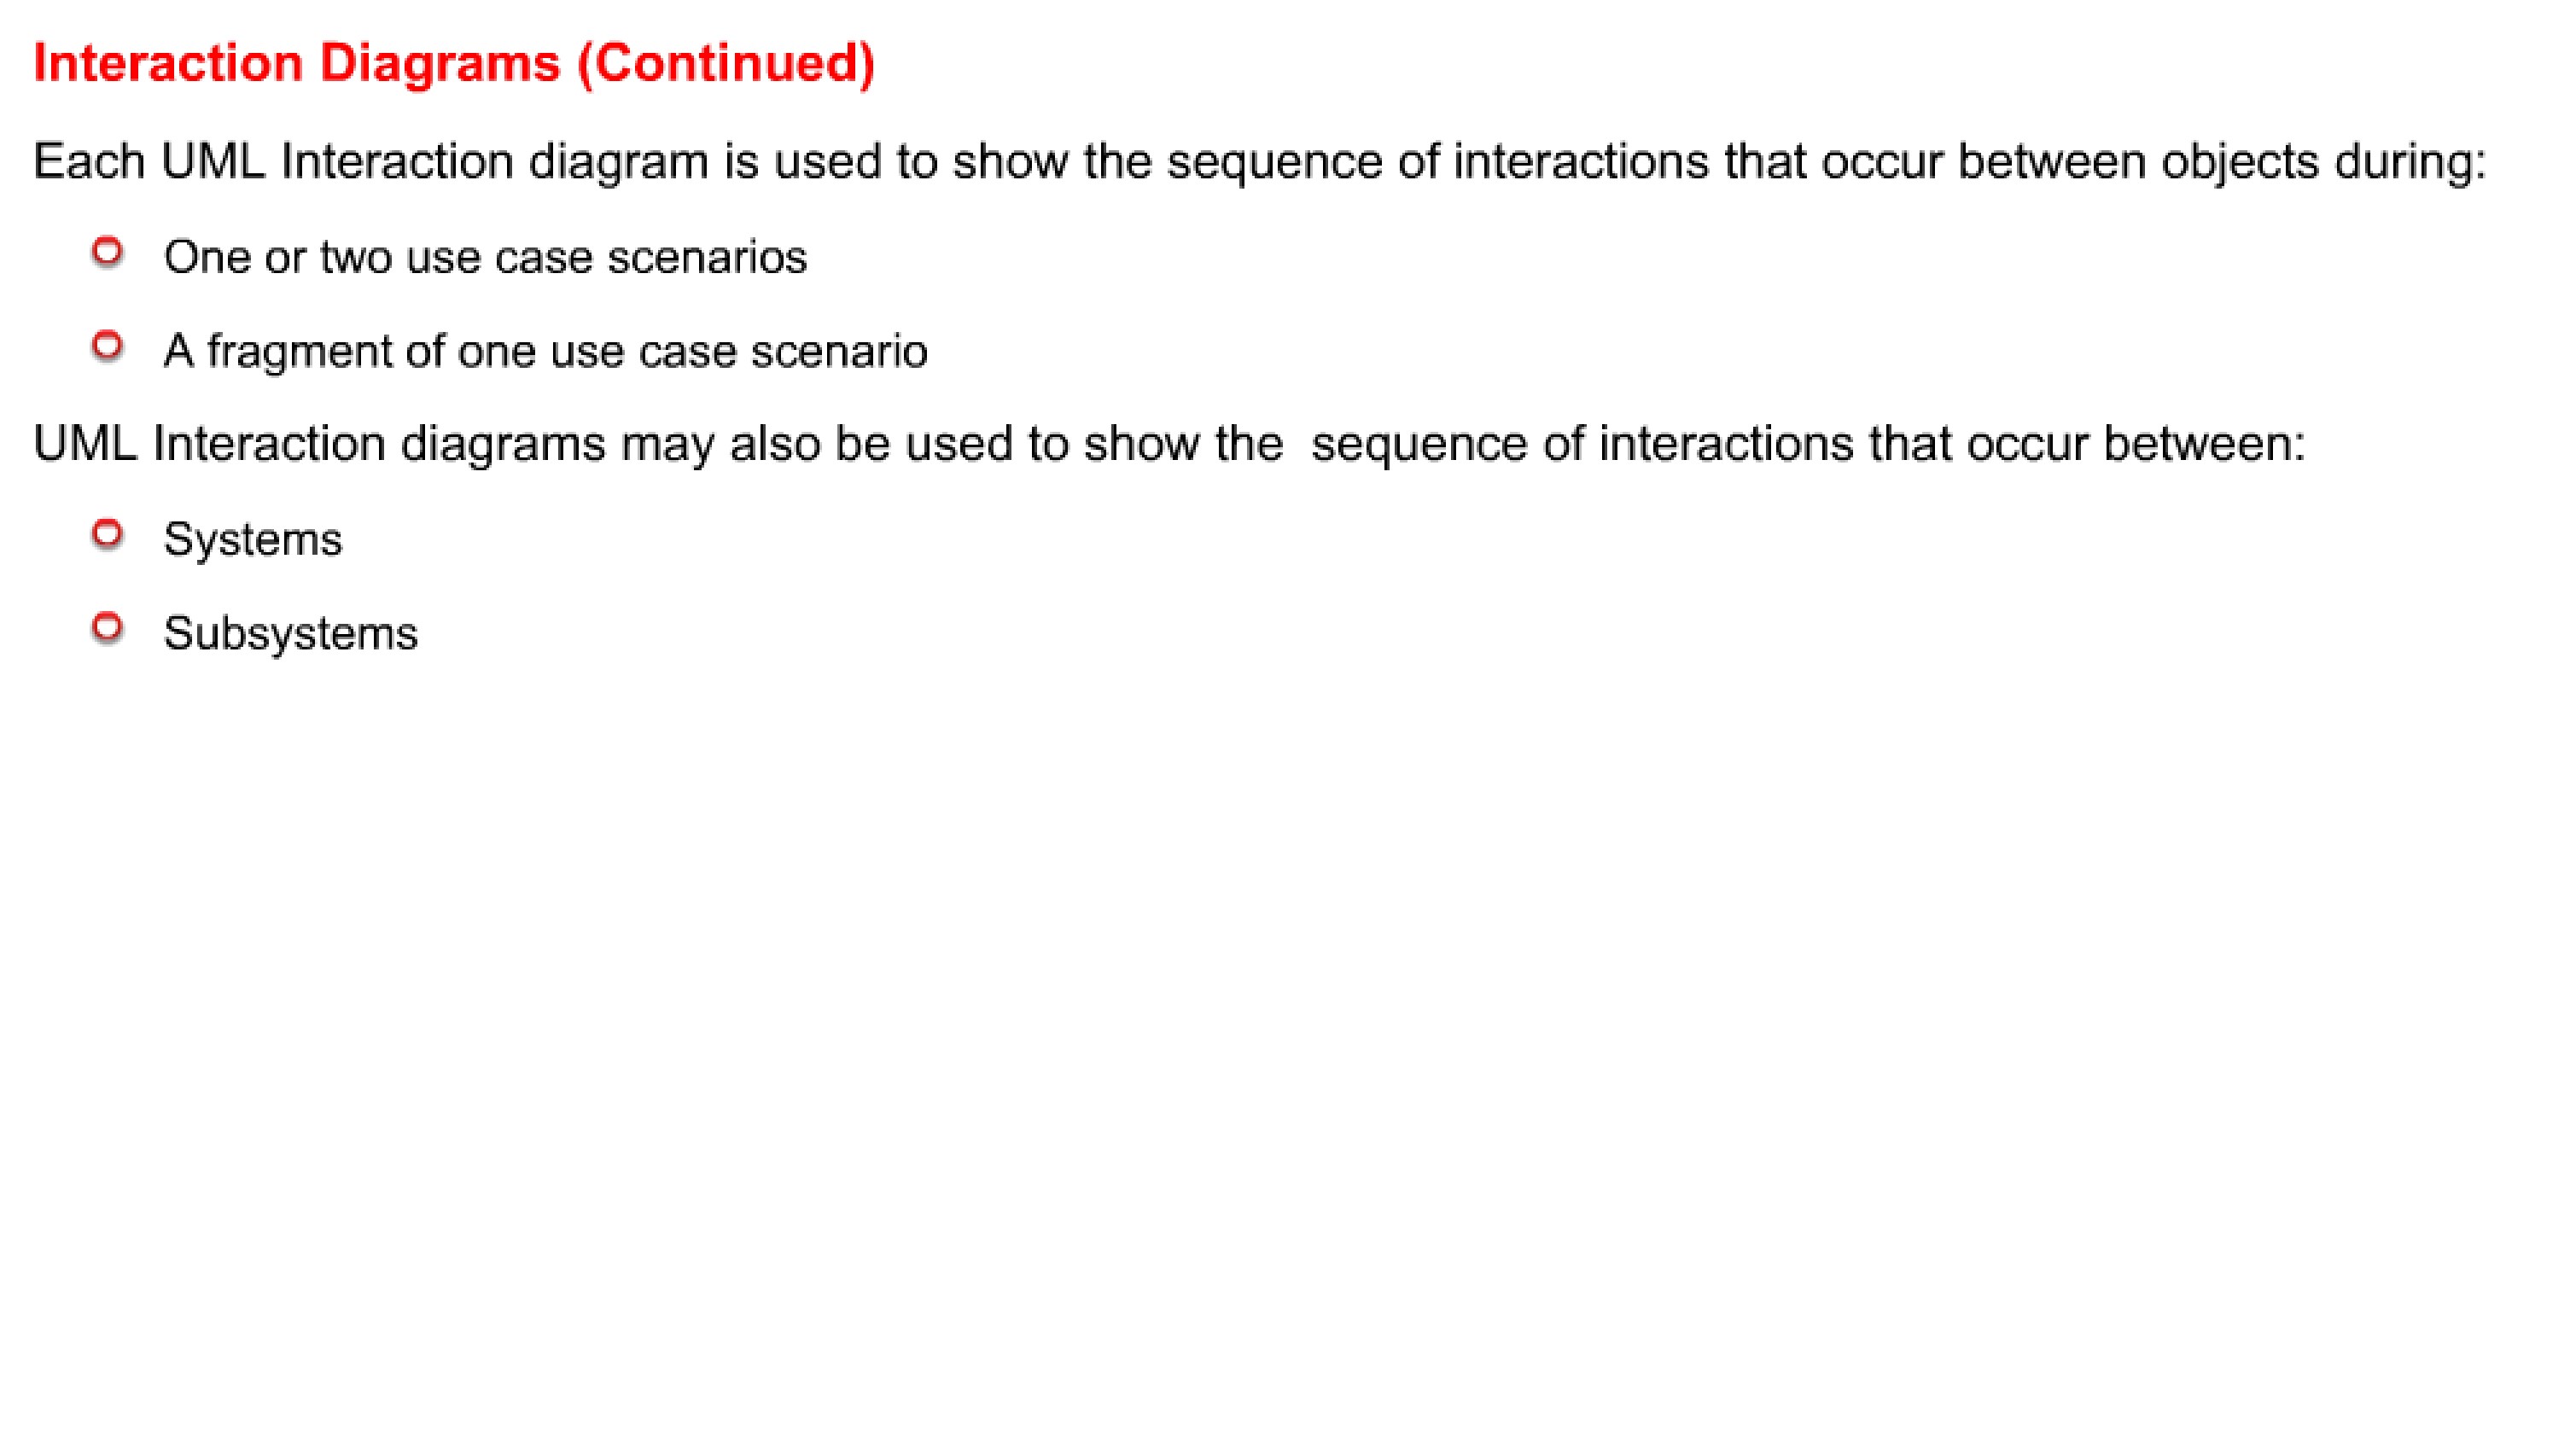 Interaction Diagrams (Continued)
Each UML Interaction diagram is used to show the sequence of interactions that occur between objects during:
One or two use case scenarios
A fragment of one use case scenario
UML Interaction diagrams may also be used to show the  sequence of interactions that occur between:
Systems
Subsystems